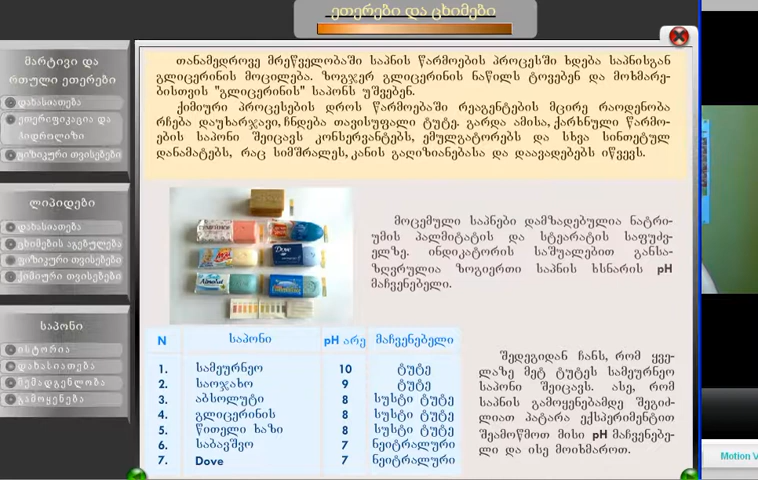 ეთერები და ცხიმები
მარტივი და
რთული ეთერები
დახასიათება
ეთერიფიკაცია და
ჰიდროლიზი
ფიზიკური თვისებები
ლიპიდები
დახასიათება
ცხიმების აგებულება
ფიზიკური თვისებები
ქიმიური თვისებები
საპონი
ისტორია
დახასიათება
შემადგენლობა
გამოყენება
თანამედროვე მრეწველობაში საპნის წარმოების პროცესში ხდება საპნისგან
გლიცერინის მოცილება. ზოგჯერ გლიცერინის ნაწილს ტოვებენ და მოხმარე-
ბისთვის "გლიცერინის" საპონს უშვებენ.
ქიმიური პროცესების დროს წარმოებაში რეაგენტების მცირე რაოდენობა
რჩება დაუხარჯავი, ჩნდება თავისუფალი ტუტე. გარდა ამისა, ქარხნული წარმო-
ების საპონი შეიცავს კონსერვანტებს, ემულგატორებს და სხვა სინთეტულ
დანამატებს, რაც სიმშრალეს, კანის გაღიზიანებასა და დაავადებებს იწვევს.
Dove
მოცემული საპნები დამზადებულია ნატრი-
უმის პალმიტატის და სტეარატის საფუძვ-
ელზე. ინდიკატორის საშუალებით განსა-
ზღვრულია ზოგიერთი საპნის ხსნარის pH
მაჩვენებელი.
N საპონი pH არე მაჩვენებელი
1. სამეურნეო 10 ტუტე
2. საოჯახო 9 ტუტე
3. აბსოლუტი 8 სუსტი ტუტე
4. გლიცერინის 8 სუსტი ტუტე
5. წითელი ხაზი 8 სუსტი ტუტე
6. საბავშვო 7 ნეიტრალური
7. Dove 7 ნეიტრალური
შედეგიდან ჩანს, რომ ყვე-
ლაზე მეტ ტუტეს სამეურნეო
საპონი შეიცავს. ასე, რომ
საპნის გამოყენებამდე შეგიძ-
ლიათ პატარა ექსპერიმენტით
შეამოწმოთ მისი pH მაჩვენებე-
ლი და ისე მოიხმაროთ.
Motion V